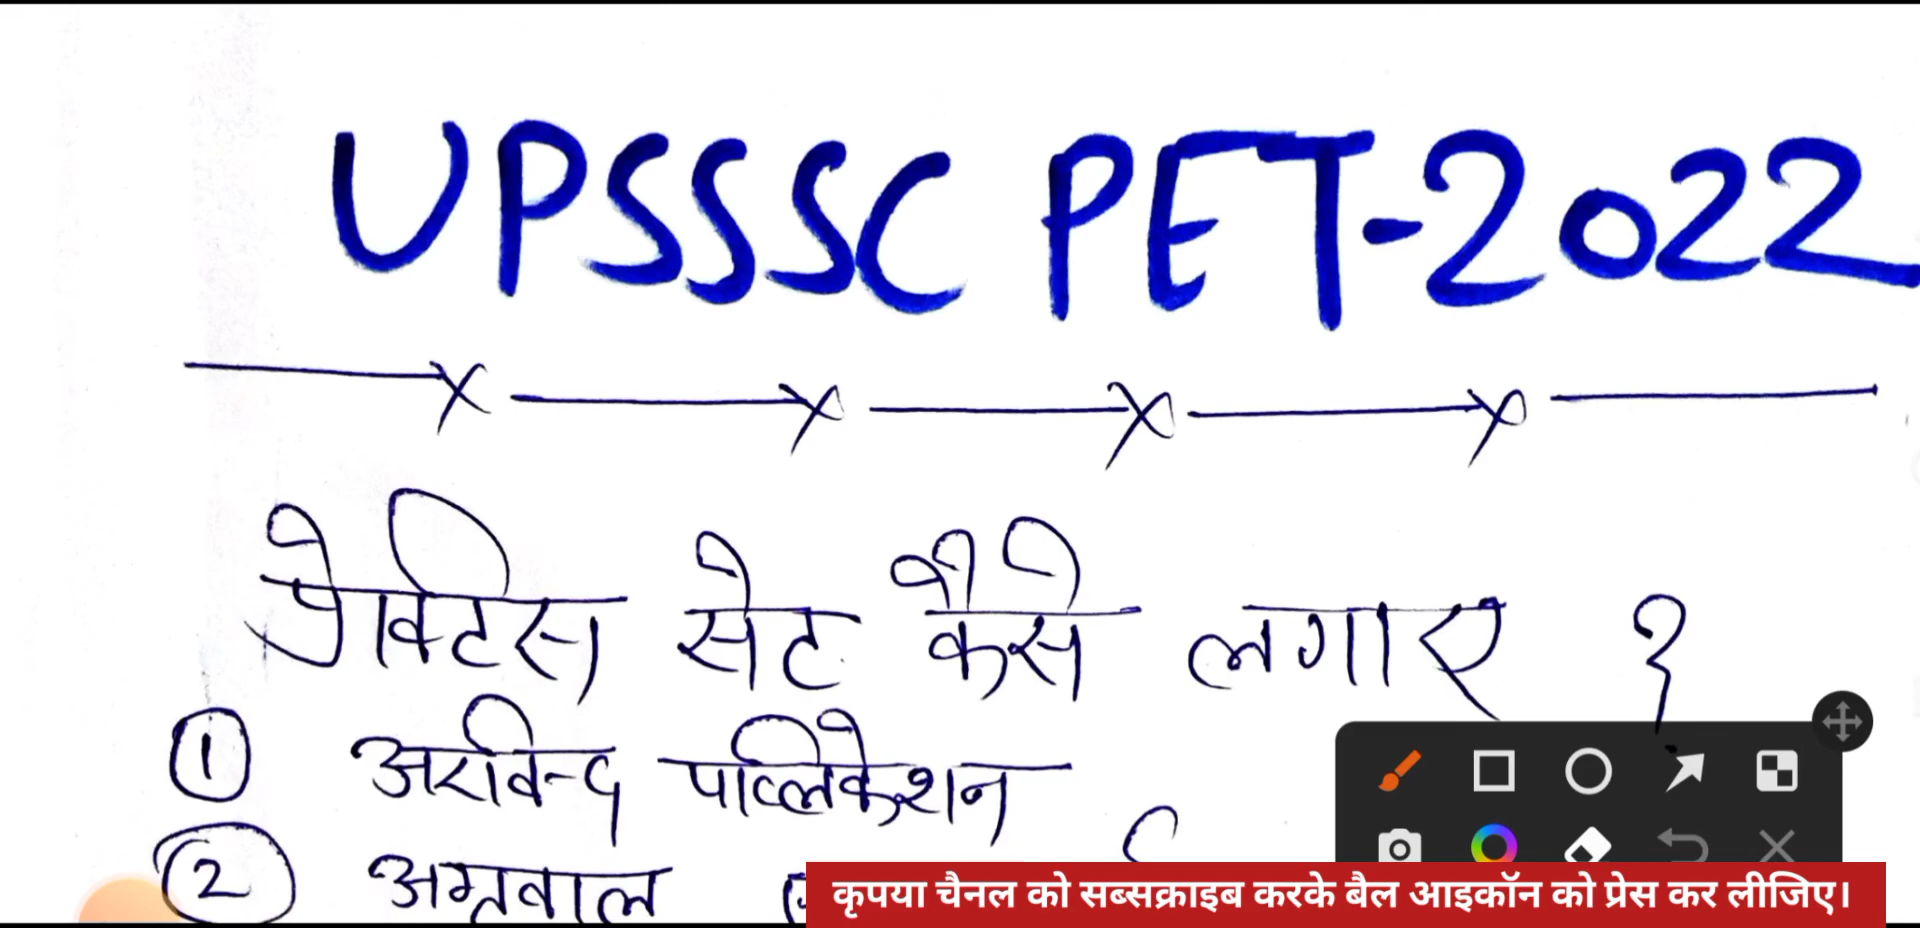 UPSSSC PET-2022
प्रेक्टिस सेट कैसे लगाए ?
① अरविन्द पब्लिकेशन
② अग्रवाल
कृपया चैनल को सब्सक्राइब करके बैल आइकॉन को प्रेस कर लीजिए।